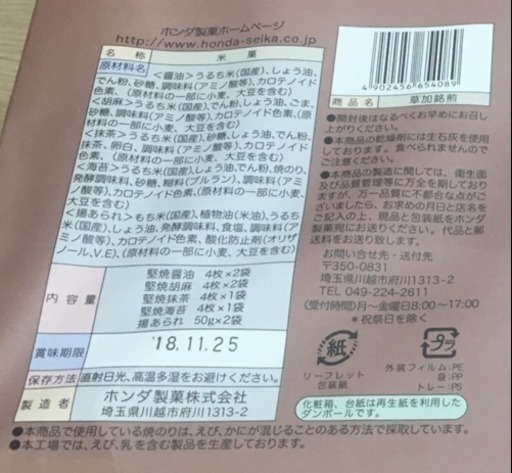 ホンダ製菓ホームページ
http://www.honda-seika.co.jp
名称 米菓
原材料名 <醤油>うるち米(国産)、しょう油、
でん粉、砂糖、調味料(アミノ酸等)、カロテノイド
色素、(原材料の一部に小麦、大豆を含む)
<胡麻>うるち米(国産)、でん粉、しょう油、ごま、
砂糖、調味料(アミノ酸等)、カロテノイド色素、
(原材料の一部に小麦、大豆を含む)
<抹茶>うるち米(国産)、砂糖、しょう油、でん粉、
抹茶、卵白、調味料(アミノ酸等)、カロテノイド
色素、(原材料の一部に小麦、大豆を含む)
<海苔>うるち米(国産)、しょう油、でん粉、焼のり、
発酵調味料、砂糖、糊料(プルラン)、調味料(アミ
ノ酸等)、カロテノイド色素、(原材料の一部に小麦、
大豆を含む)
<揚あられ>もち米(国産)、植物油(米油)、うるち
米(国産)、しょう油、発酵調味料、食塩、調味料(ア
ミノ酸等)、カロテノイド色素、酸化防止剤(オリザ
ノール、V.E)、(原材料の一部に小麦、大豆を含む)
内容量 堅焼醤油 4枚×2袋
堅焼胡麻 4枚×2袋
堅焼抹茶 4枚×1袋
堅焼海苔 4枚×1袋
揚あられ 50g×2袋
賞味期限 '18.11.25
保存方法 直射日光、高温多湿をお避けください。
製造者 ホンダ製菓株式会社
埼玉県川越市府川1313-2
●本商品で使用している焼のりは、えび、かにが混じることのある方法で採取しています。
●本工場では、えび、乳を含む製品を生産しております。
4902456654089
商品名 草加銘煎
●開封後はなるべくお早めにお召し
上がりください。
●本商品の乾燥剤には生石灰を使用
しております。食べられませんので
ご注意ください。
●本商品の製造に関しては、衛生面
及び品質管理等に万全を期しており
ますが、万一品質に不都合な点がご
ざいましたら、お求めの月日と店名を
ご記入の上、現品と包装紙をホンダ
製菓宛にお送りください。代品と郵
送料をお送り致します。
お問い合せ先・送付先
〒350-0831
埼玉県川越市府川1313-2
TEL 049-224-2611
(受付時間)月〜金曜日8:00〜17:00
*祝祭日を除く
紙
リーフレット
包装紙
プラ
外装フィルム:PE
袋:PP
トレー:PS
化粧箱、台紙は再生紙を利用した
ダンボールです。